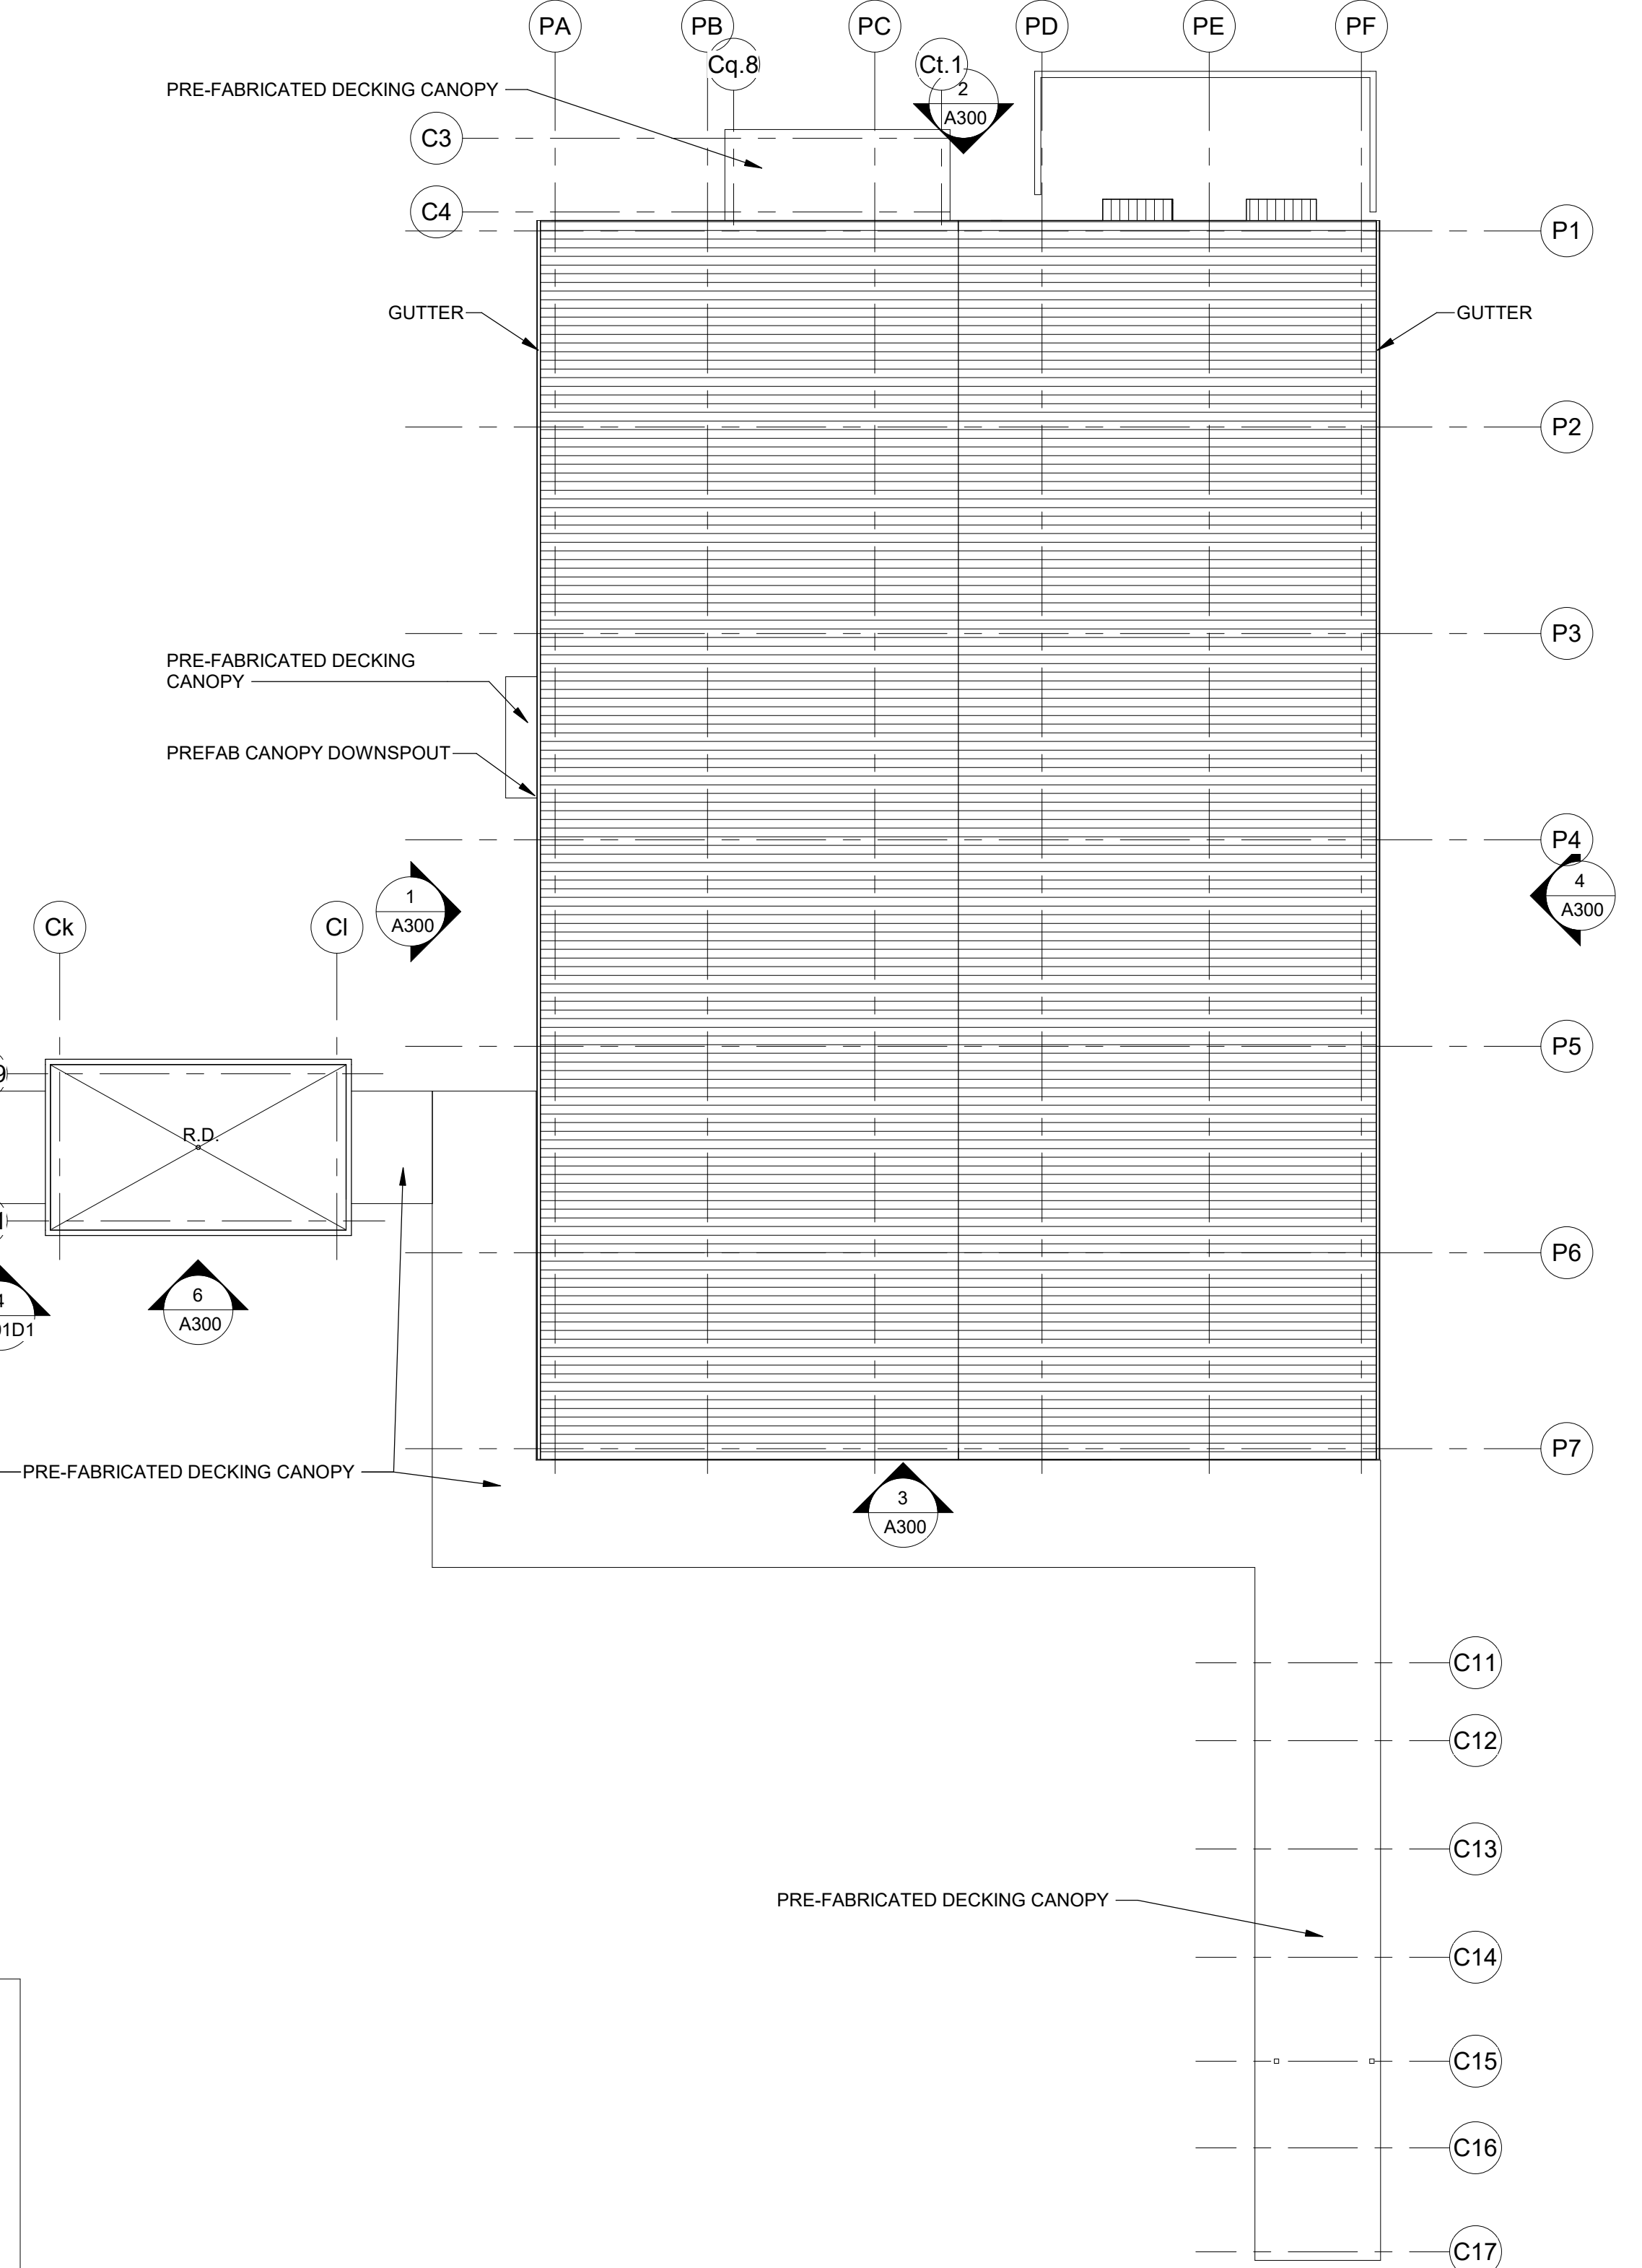 PA
PB
PC
PD
PE
PF
Cq.8
Ct.1
PRE-FABRICATED DECKING CANOPY
2
A300
C3
C4
P1
GUTTER
GUTTER
P2
P3
PRE-FABRICATED DECKING
CANOPY
PREFAB CANOPY DOWNSPOUT
P4
4
A300
1
A300
Ck
Cl
P5
9
R.D.
P6
6
A300
4
01D1
P7
PRE-FABRICATED DECKING CANOPY
3
A300
C11
C12
C13
PRE-FABRICATED DECKING CANOPY
C14
C15
C16
C17